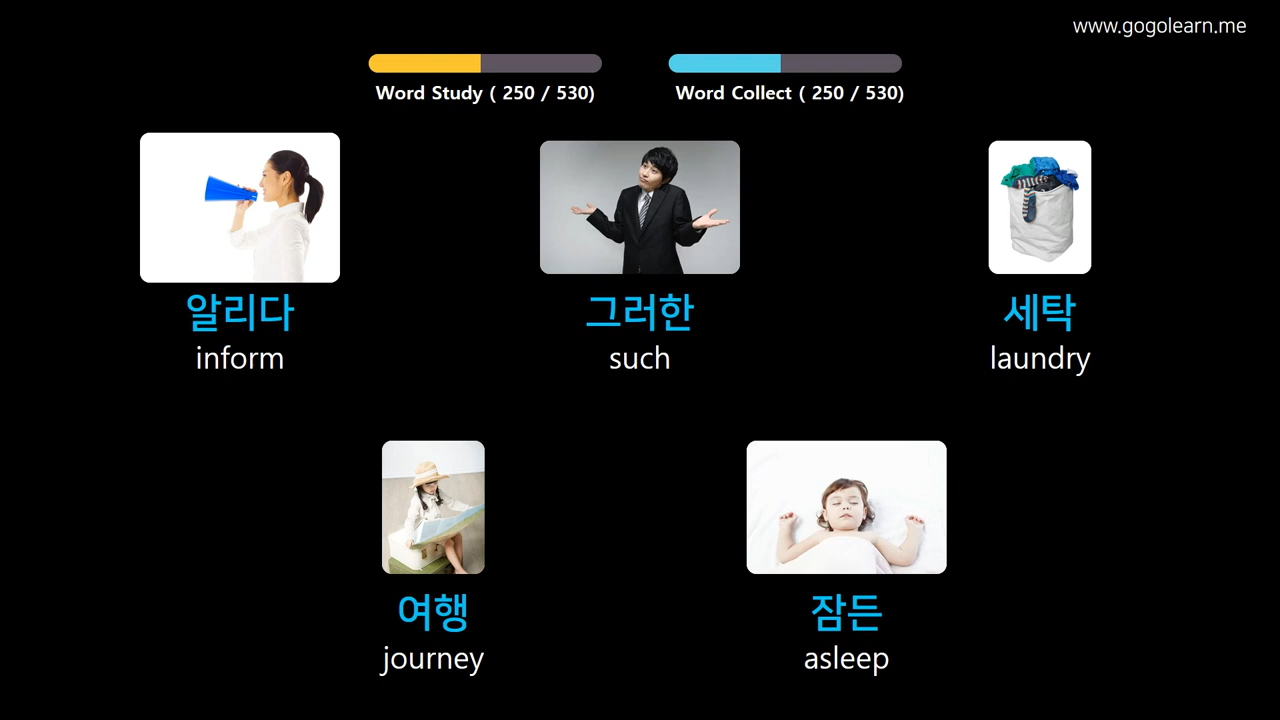 www.gogolearn.me
Word Study ( 250 / 530)
Word Collect ( 250 / 530)
알리다
inform
그러한
such
세탁
laundry
여행
journey
잠든
asleep